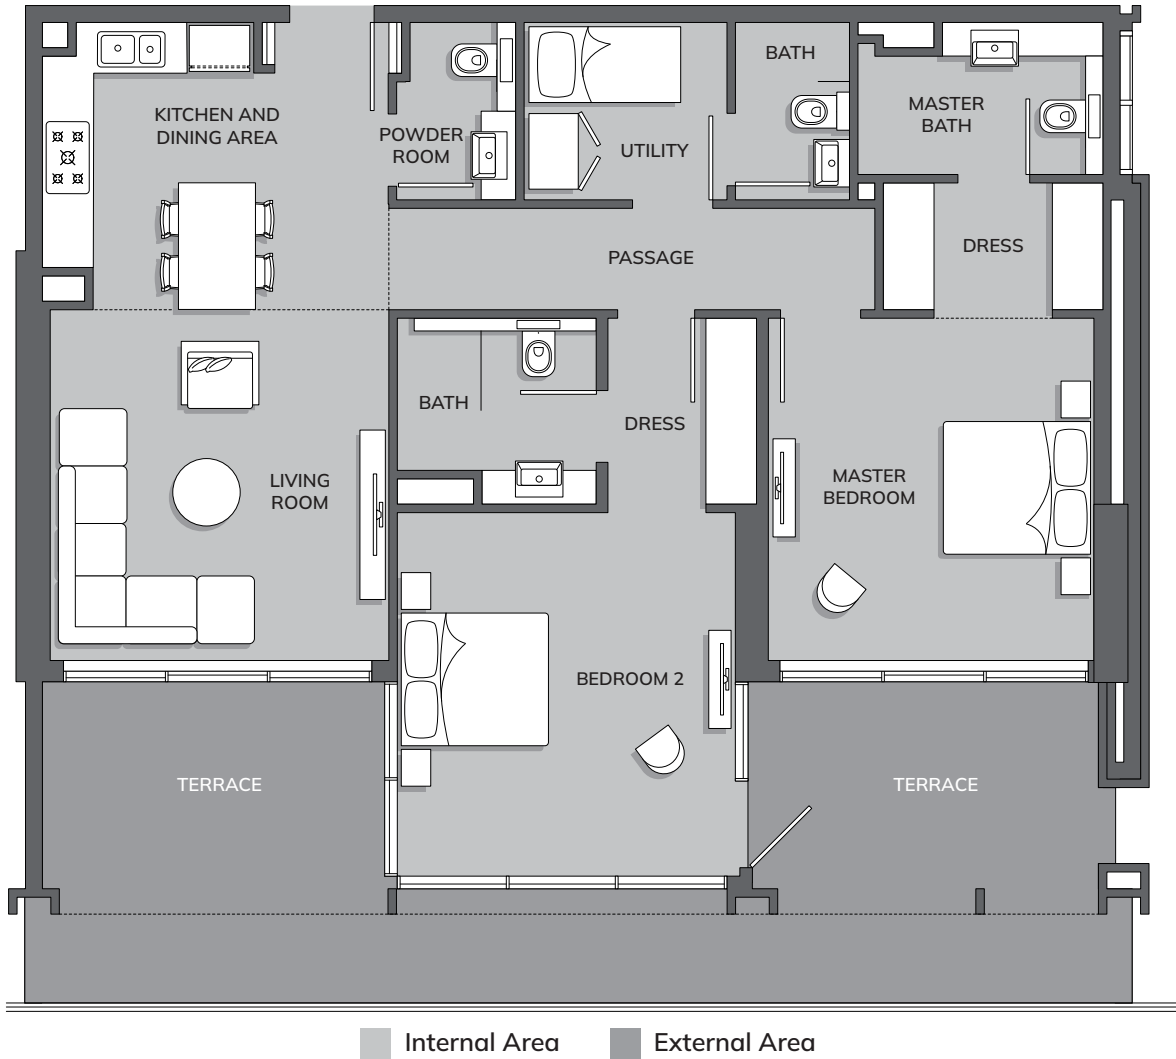 BATH
KITCHEN AND
DINING AREA
POWDER
ROOM
UTILITY
MASTER
BATH
PASSAGE
DRESS
BATH
DRESS
LIVING
ROOM
MASTER
BEDROOM
BEDROOM 2
TERRACE
TERRACE
Internal Area
External Area